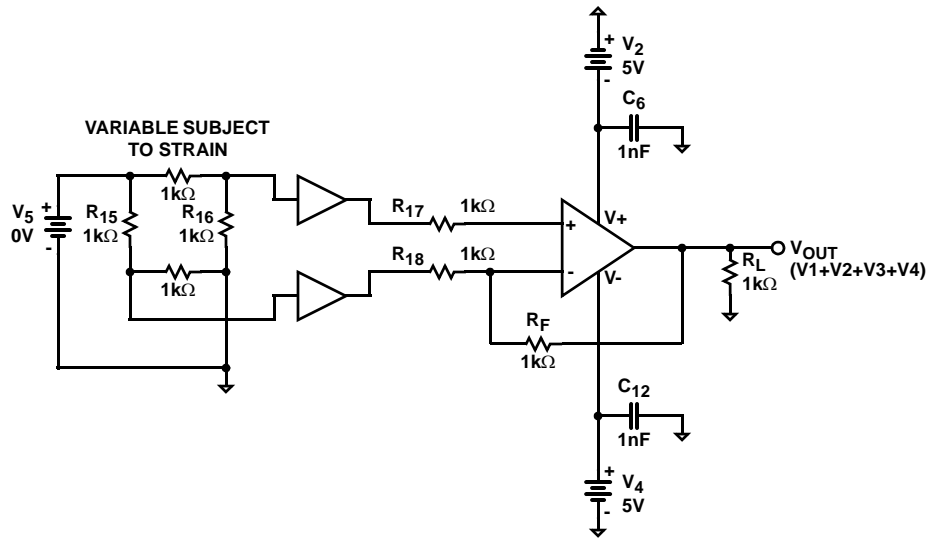 +
V2
5V
-
C6
1nF
VARIABLE SUBJECT
TO STRAIN
1kΩ
V5
0V
+
-
R15
1kΩ
R16
1kΩ
1kΩ
R17
1kΩ
R18
1kΩ
+
-
V+
V-
RF
1kΩ
RL
1kΩ
VOUT
(V1+V2+V3+V4)
C12
1nF
+
V4
5V
-